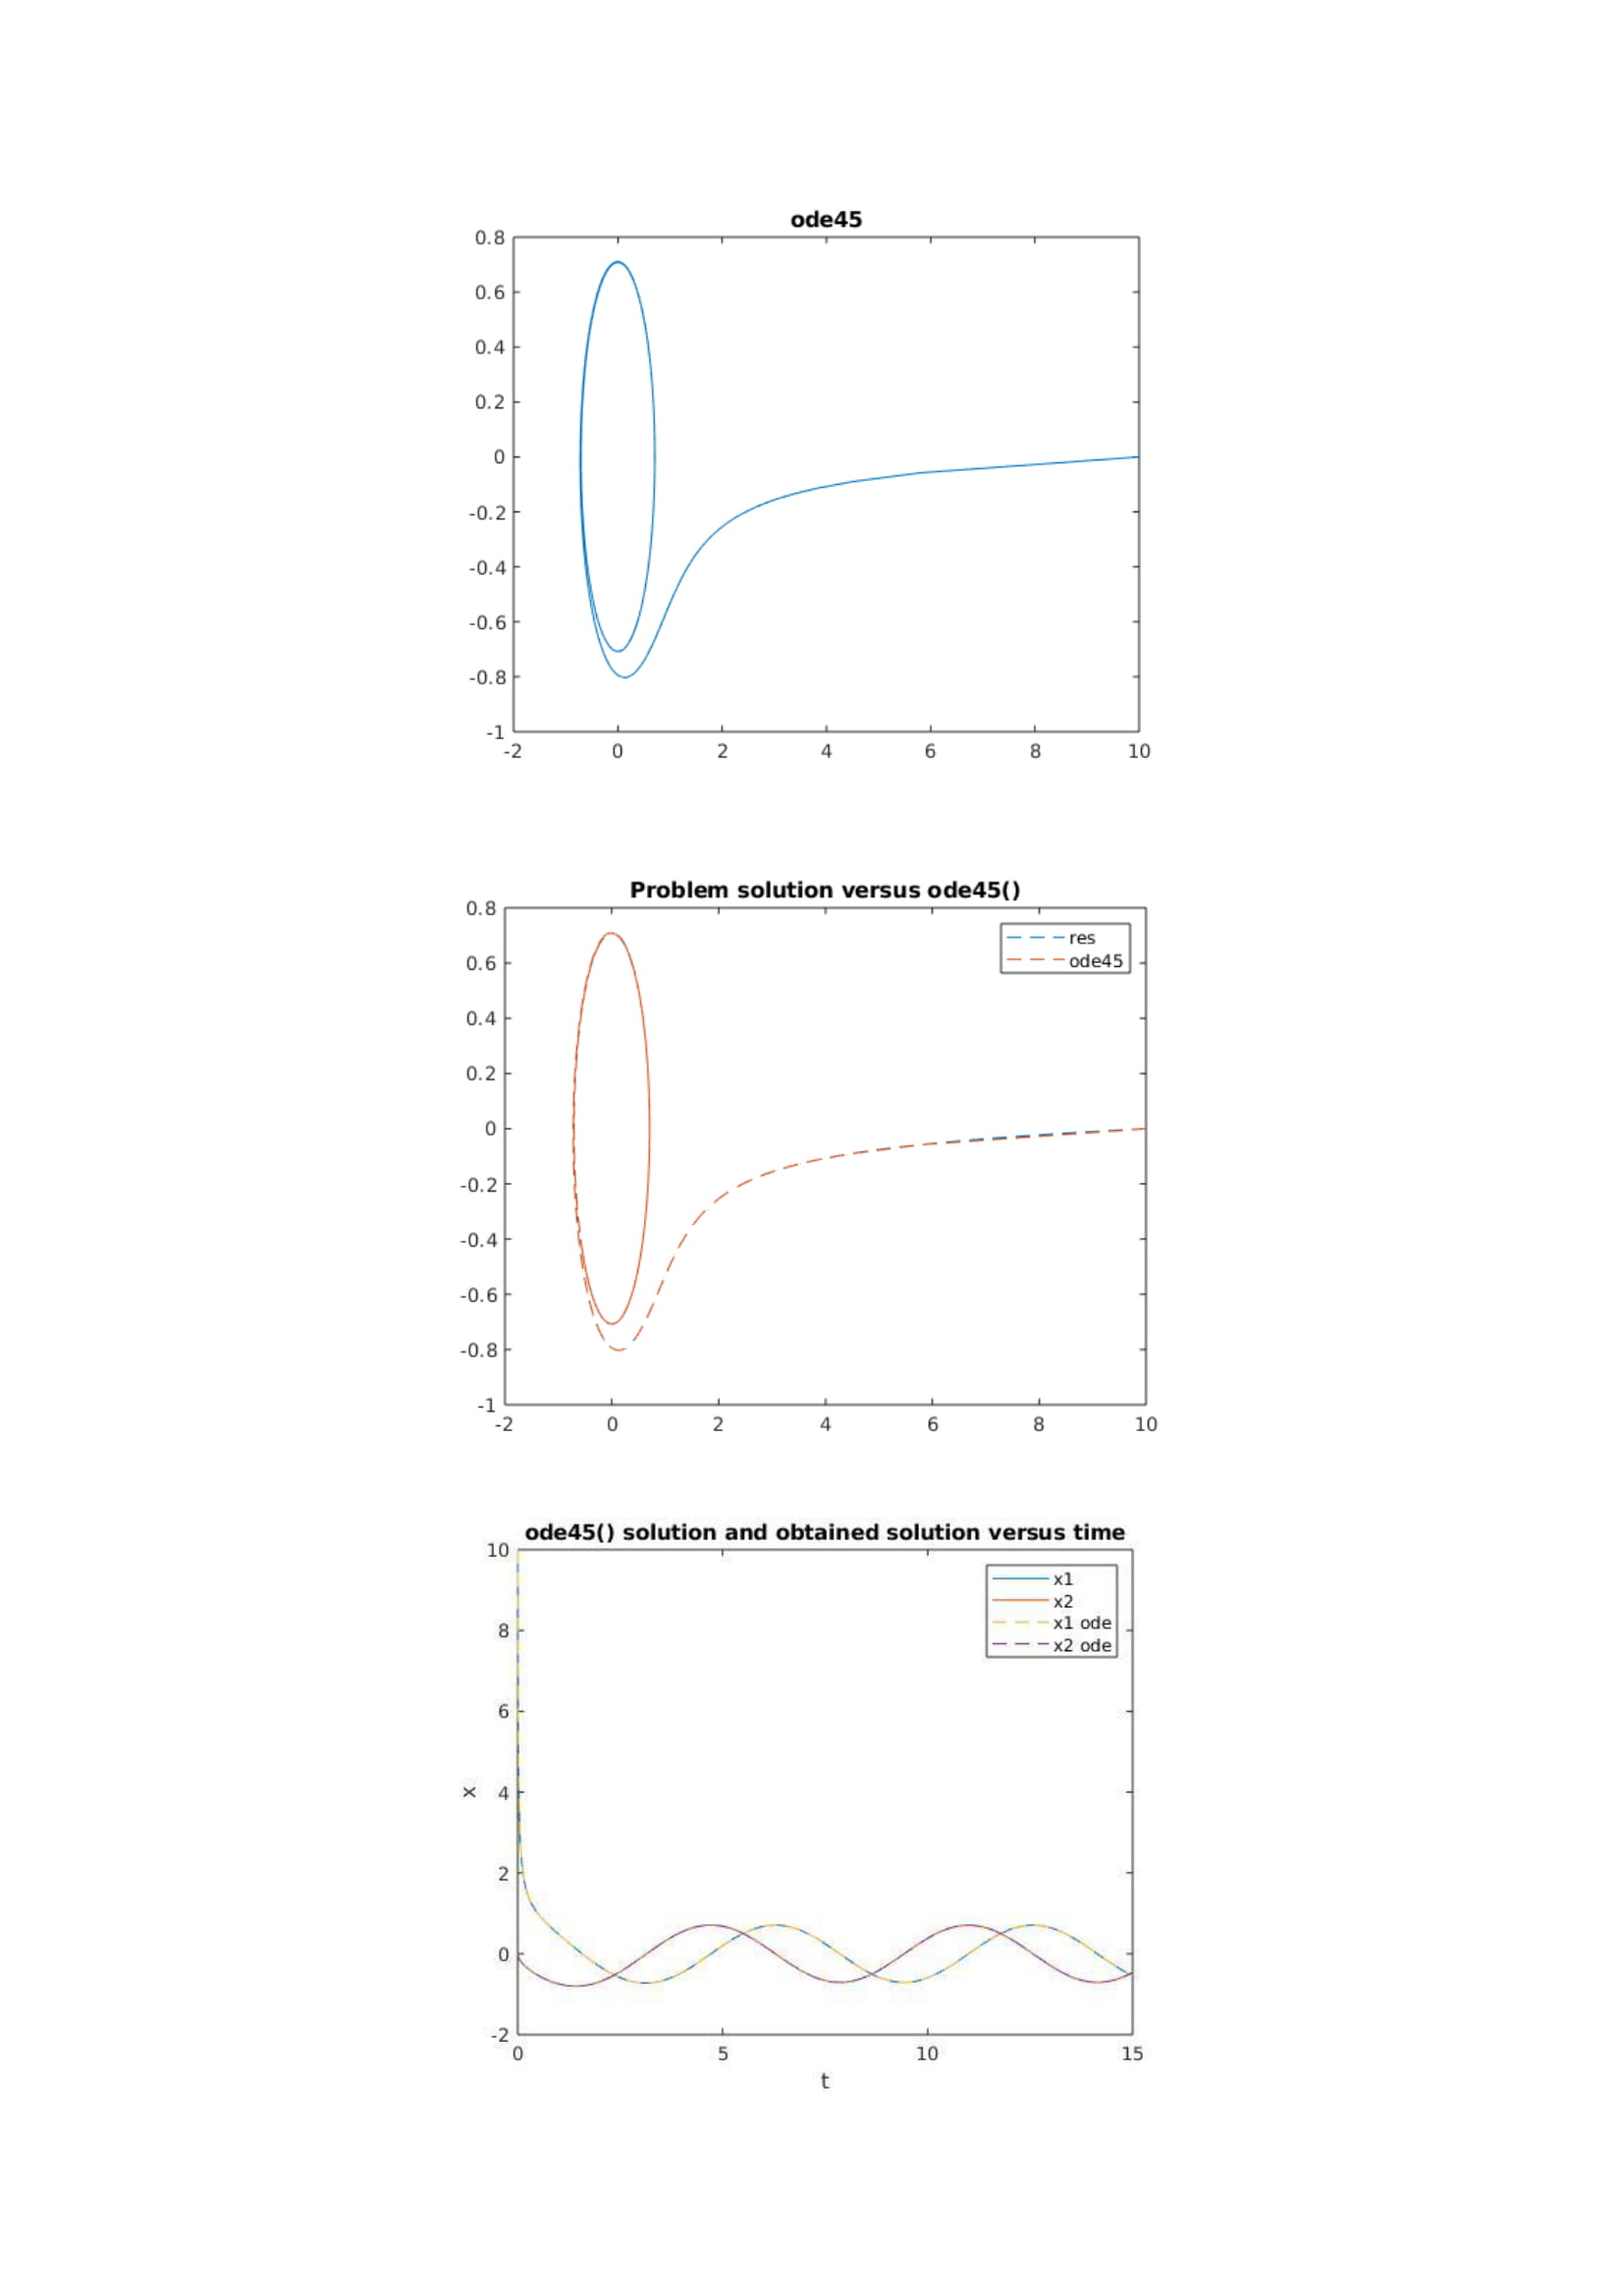 ode45
0.8
0.6
0.4
0.2
0
-0.2
-0.4
-0.6
-0.8
-1
-2 0 2 4 6 8 10
Problem solution versus ode45()
0.8
res
ode45
0.6
0.4
0.2
0
-0.2
-0.4
-0.6
-0.8
-1
-2 0 2 4 6 8 10
ode45() solution and obtained solution versus time
10
x1
x2
x1 ode
x2 ode
8
6
x
4
2
0
-2
0 5 10 15
t